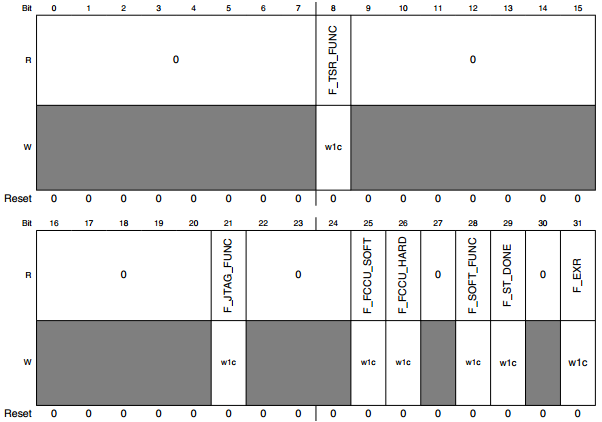 Bit 0 1 2 3 4 5 6 7 8 9 10 11 12 13 14 15
R 0 F_TSR_FUNC 0
W w1c
Reset 0 0 0 0 0 0 0 0 0 0 0 0 0 0 0 0
Bit 16 17 18 19 20 21 22 23 24 25 26 27 28 29 30 31
R 0 F_JTAG_FUNC 0 F_FCCU_SOFT F_FCCU_HARD 0 F_SOFT_FUNC F_ST_DONE 0 F_EXR
W w1c w1c w1c w1c w1c w1c
Reset 0 0 0 0 0 0 0 0 0 0 0 0 0 0 0 0